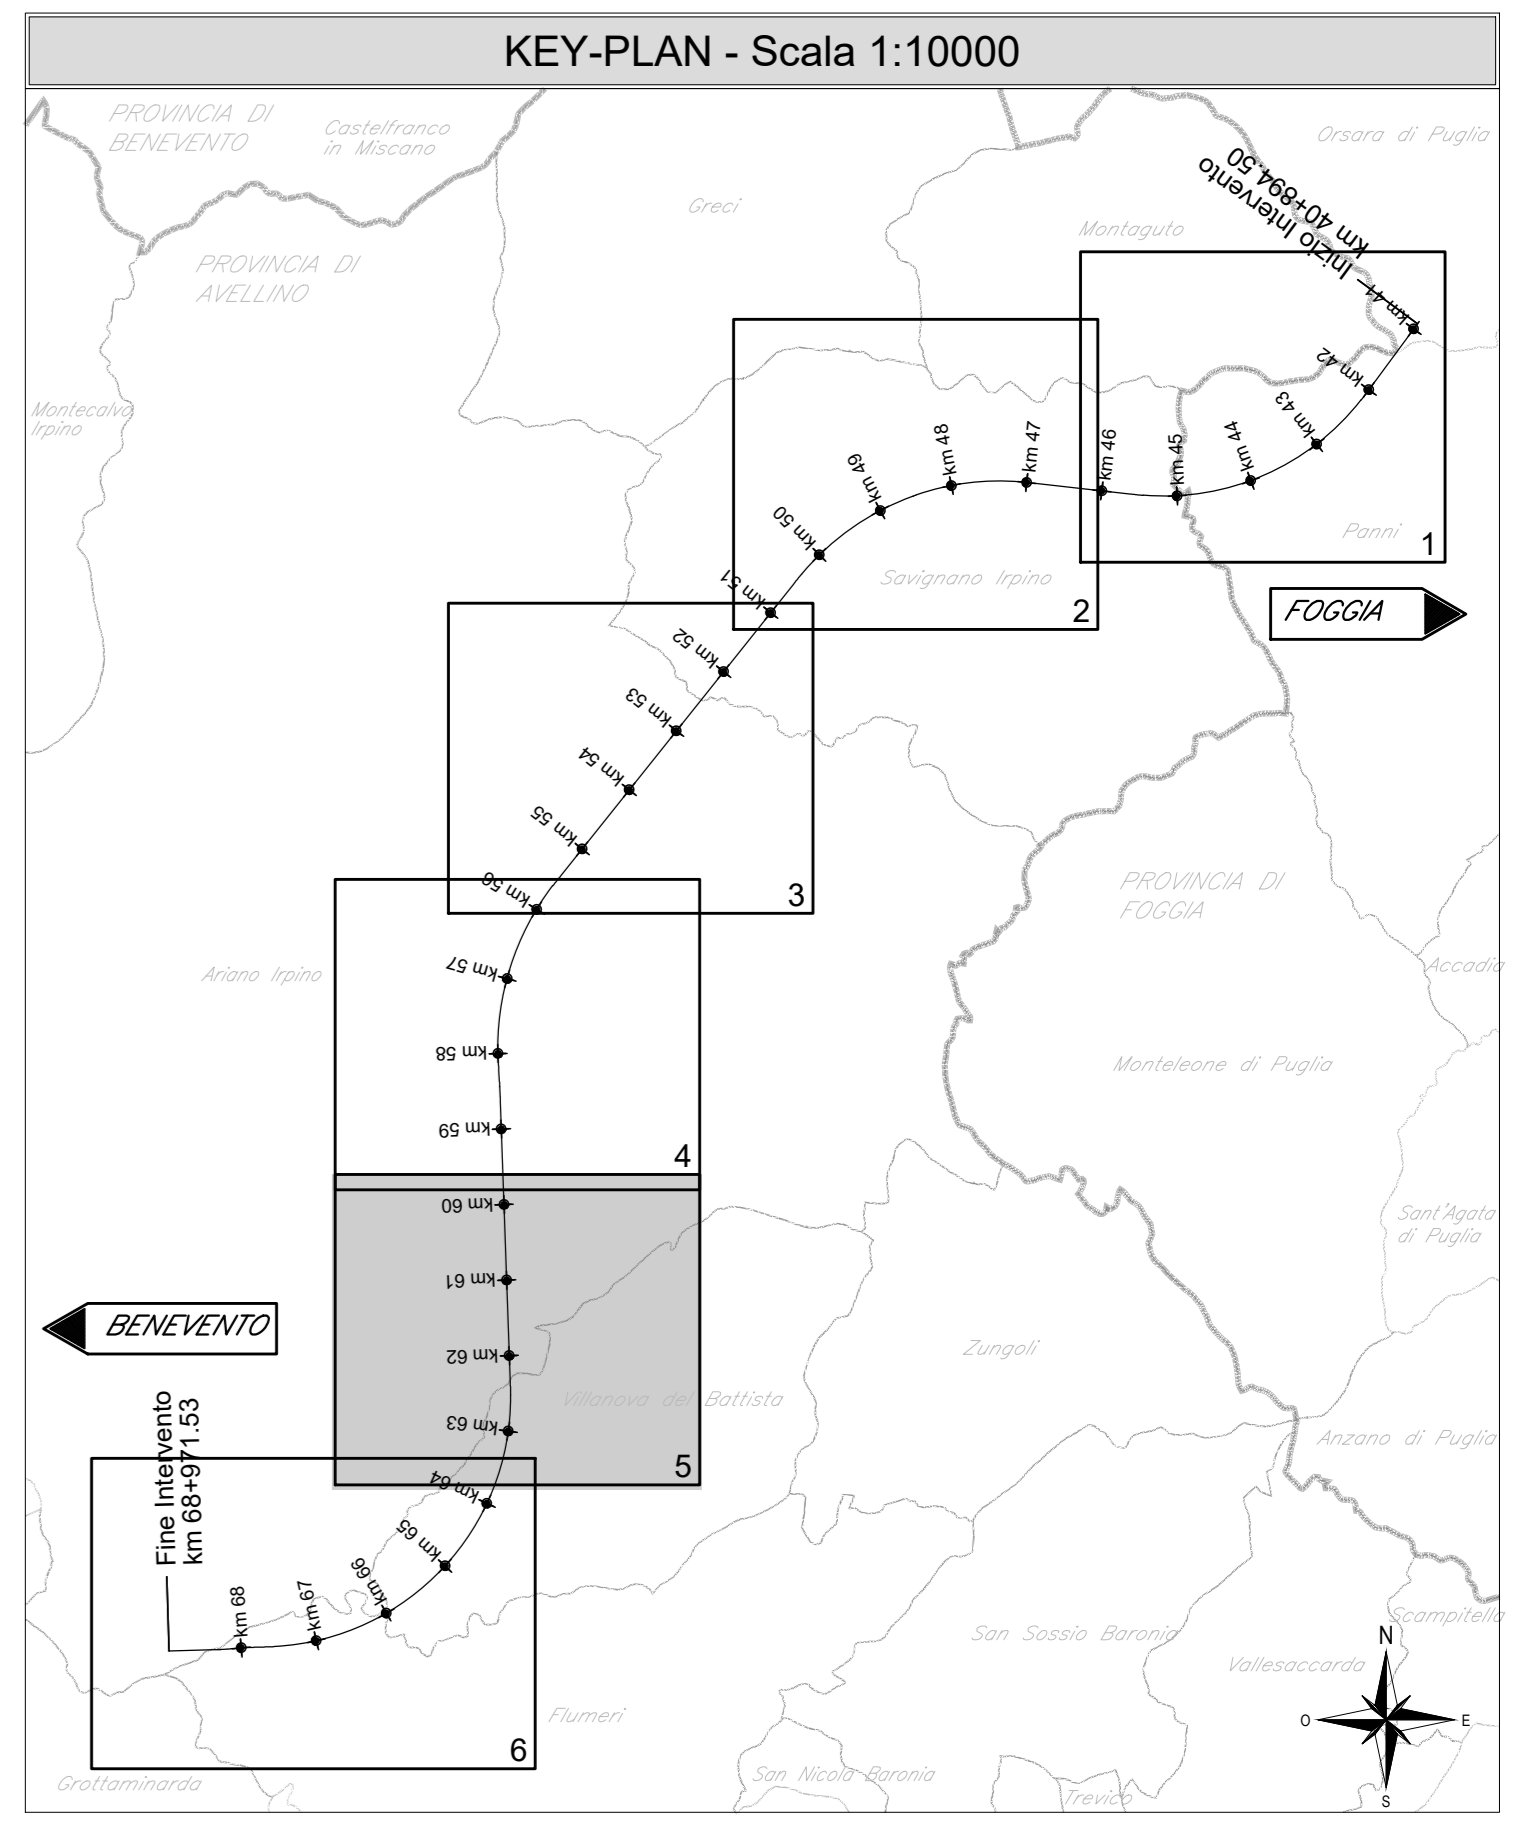 KEY-PLAN - Scala 1:10000
PROVINCIA DI
BENEVENTO
Castelfranco
in Miscano
Orsara di Puglia
Greci
Montaguto
Inizio Intervento
km 40+894.50
PROVINCIA DI
AVELLINO
km 41
km 42
km 43
km 44
km 45
km 46
km 47
km 48
km 49
km 50
km 51
Montecalvo
Irpino
Panni
1
Savignano Irpino
2
FOGGIA
km 52
km 53
km 54
km 55
km 56
3
PROVINCIA DI
FOGGIA
Ariano Irpino
Accadia
km 57
km 58
km 59
Monteleone di Puglia
4
km 60
km 61
km 62
km 63
Sant'Agata
di Puglia
BENEVENTO
Zungoli
Villanova del Battista
Anzano di Puglia
5
Fine Intervento
km 68+971.53
km 64
km 65
km 66
km 67
km 68
Scampitella
San Sossio Baronia
Vallesaccarda
Flumeri
6
Grottaminarda
San Nicola Baronia
Trevico
N
O
E
S